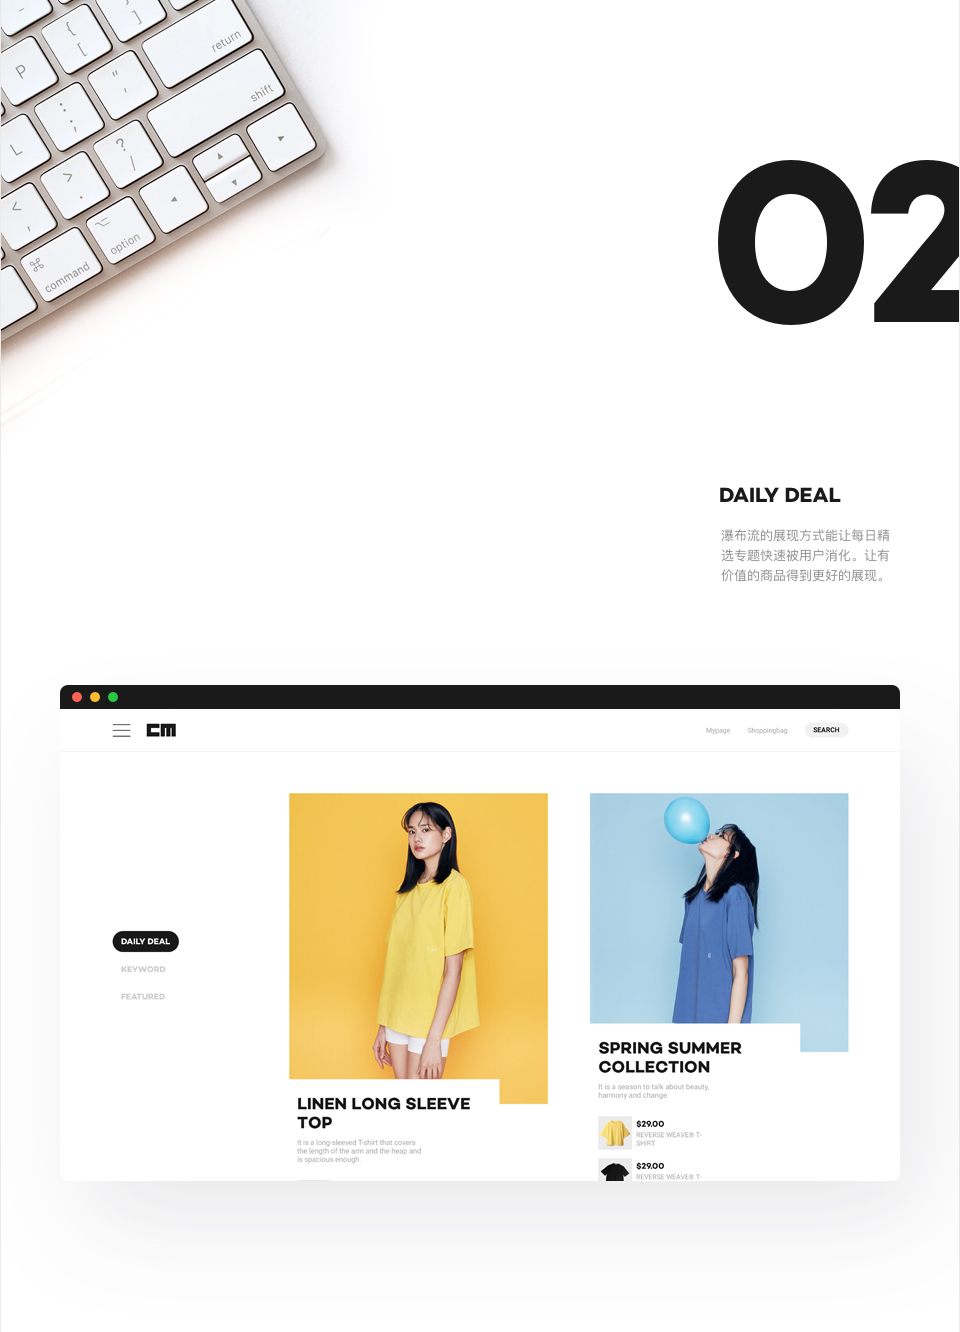 return
shift
P
L
?
/
command
option
02
DAILY DEAL
瀑布流的展现方式能让每日精
选专题快速被用户消化。让有
价值的商品得到更好的展现。
CM
Mypage
Shoppingbag
SEARCH
DAILY DEAL
KEYWORD
FEATURED
LINEN LONG SLEEVE
TOP
It is a long-sleeved T-shirt that covers
the length of the arm and the heap and
is spacious enough.
SPRING SUMMER
COLLECTION
It is a season to talk about beauty,
harmony and change.
$29.00
REVERSE WEAVE® T-
SHIRT
$29.00
REVERSE WEAVE® T-